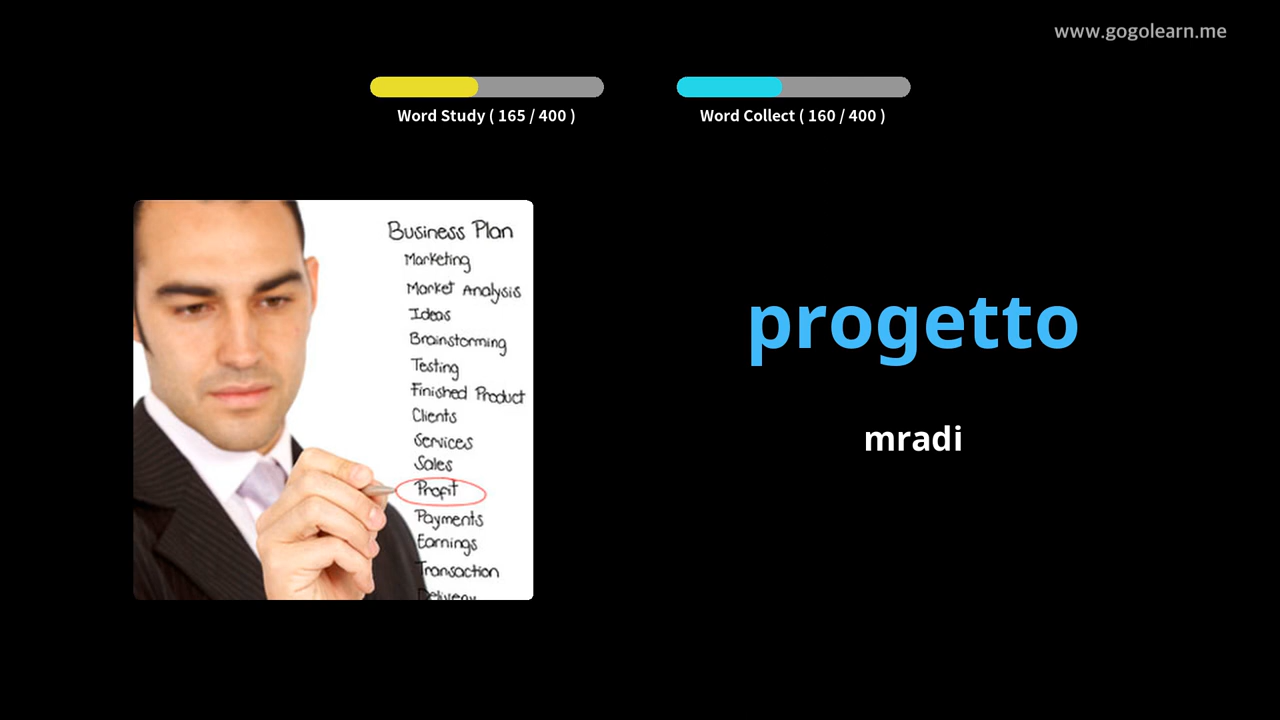 www.gogolearn.me
Word Study ( 165 / 400 )
Word Collect ( 160 / 400 )
Business Plan
Marketing
Market Analysis
Ideas
Brainstorming
Testing
Finished Product
Clients
Services
Sales
Profit
Payments
Earnings
Transaction
Delivery
progetto
mradi